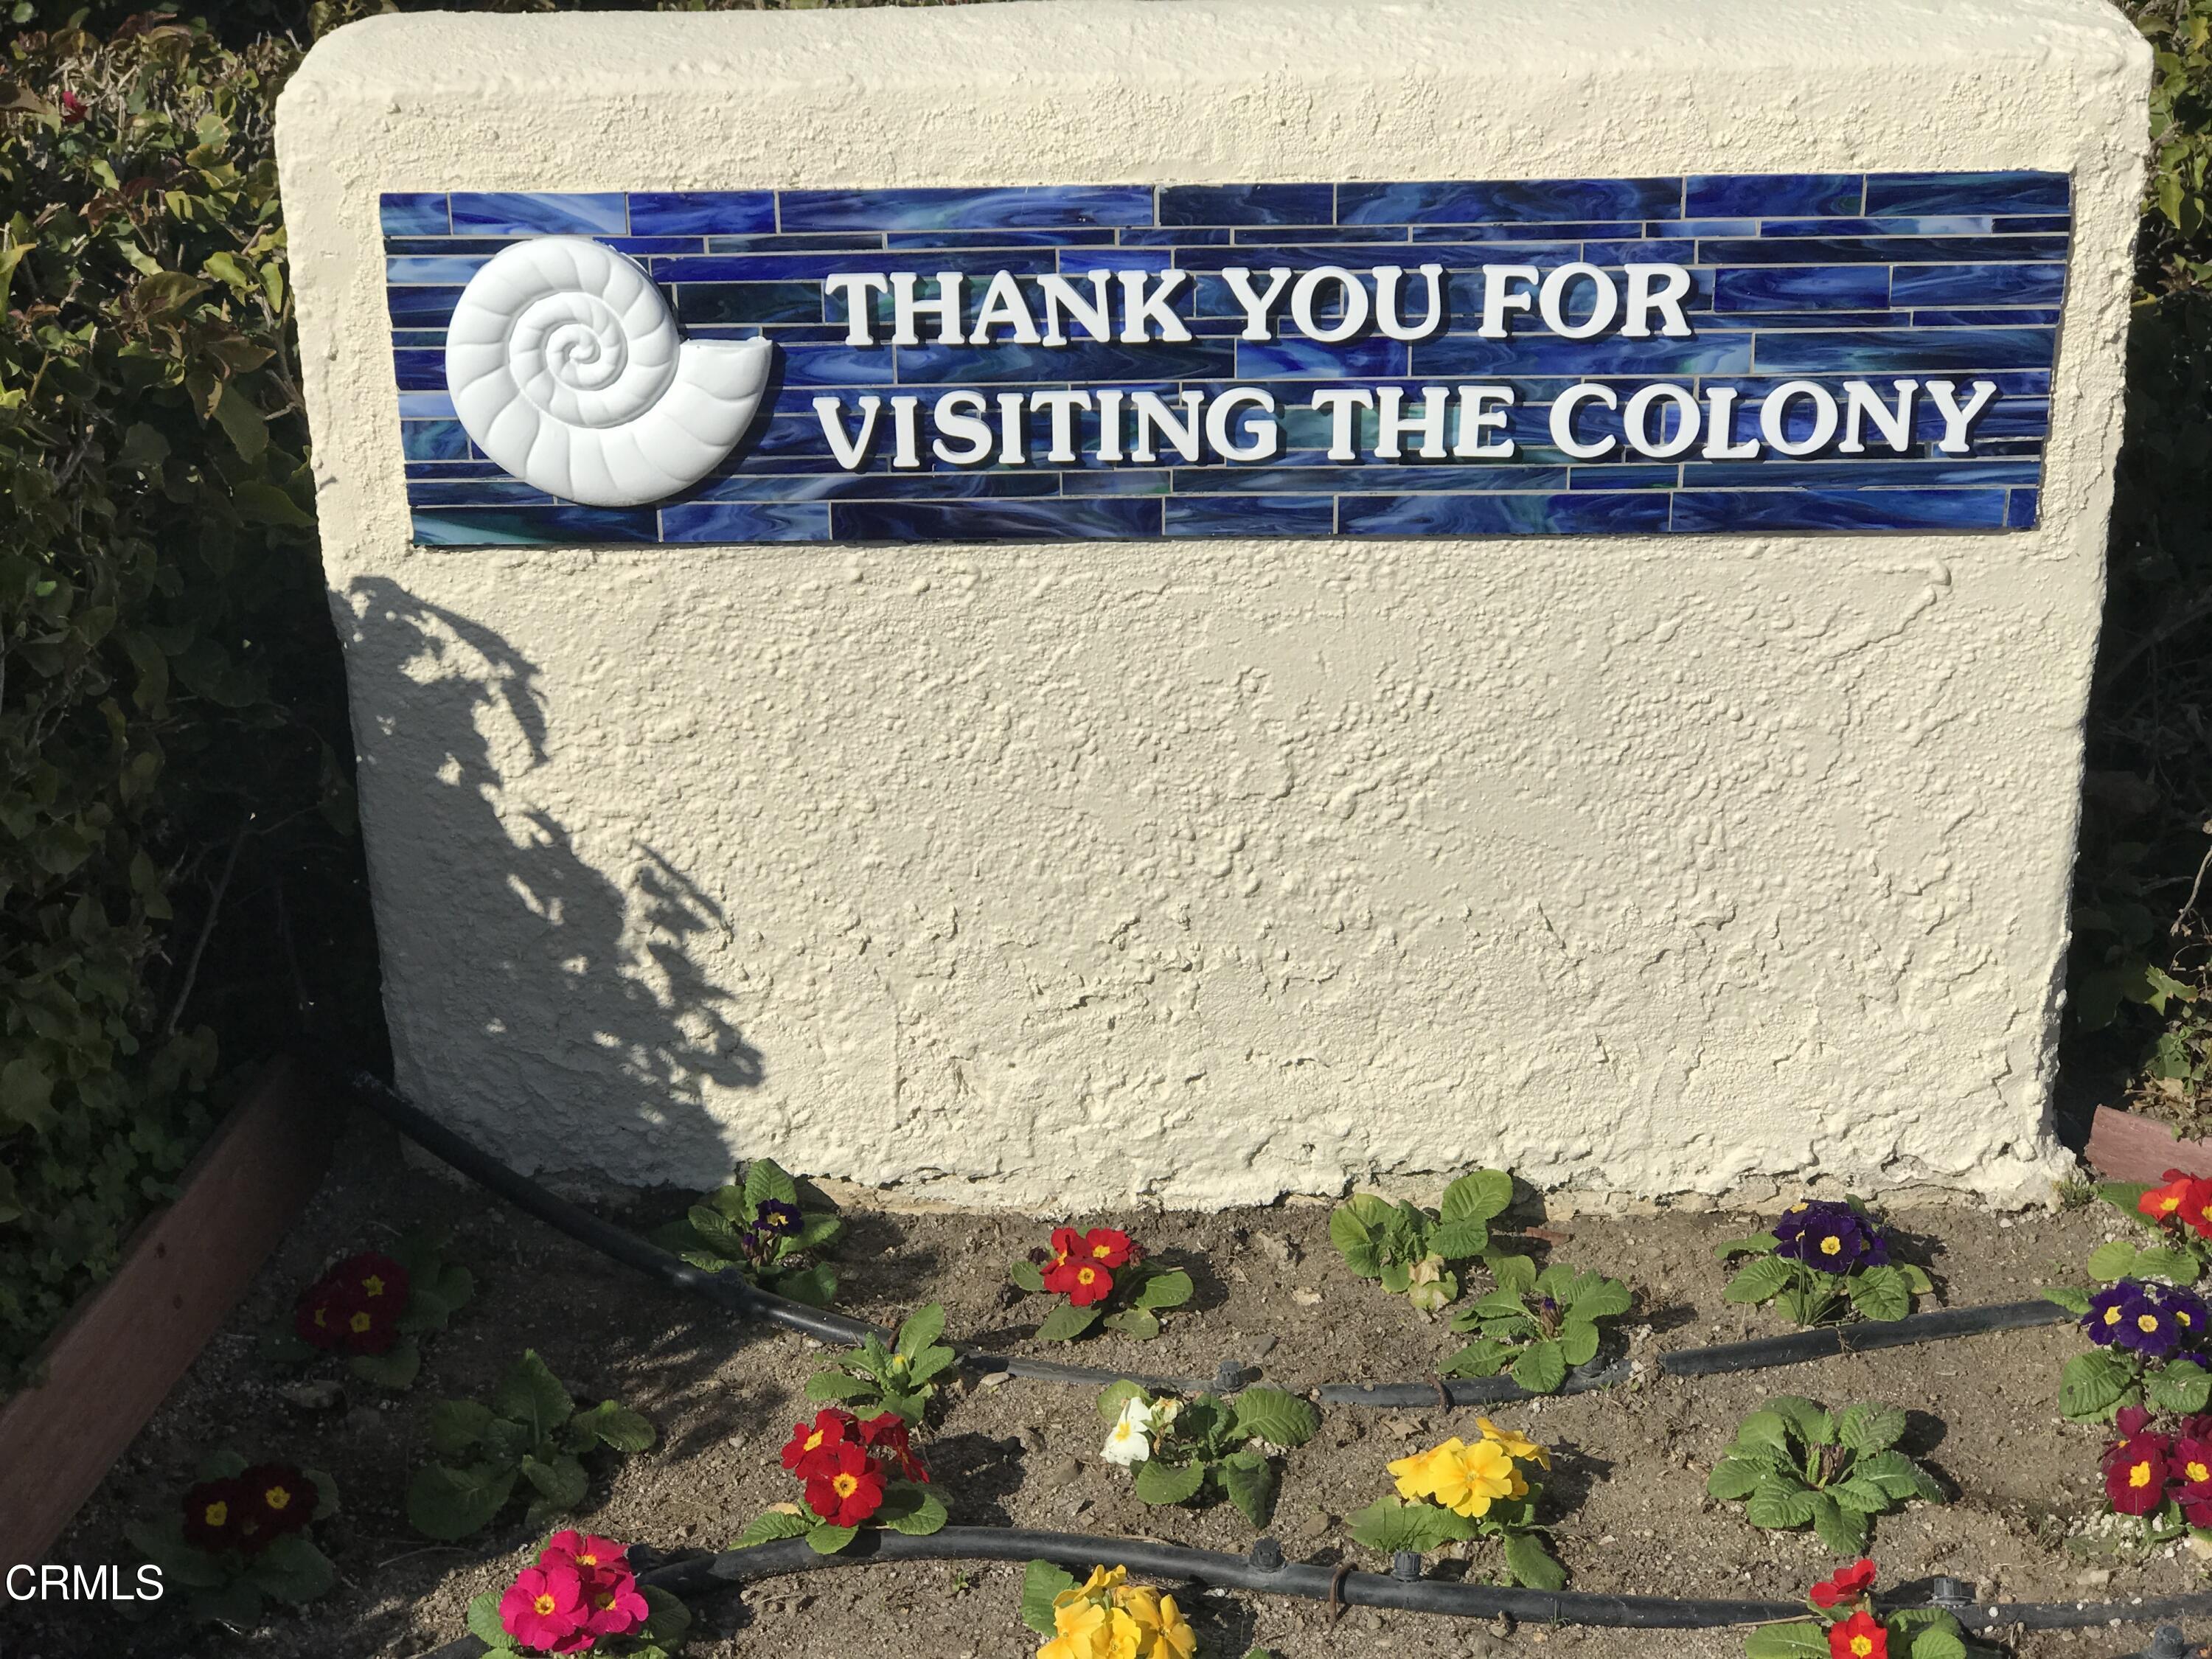 THANK YOU FOR
VISITING THE COLONY
CRMLS